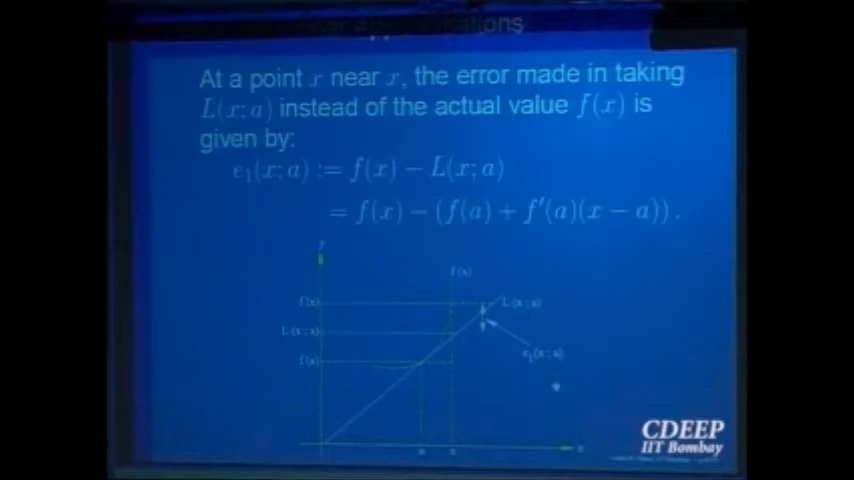 At a point x near x, the error made in taking
L(x; a) instead of the actual value f(x) is
given by:
e₁(x; a) := f(x) − L(x; a)
= f(x) − (f(a) + f′(a)(x − a)).
y
f(x)
f(x)
L(x; a)
L(x; a)
f(a)
e₁(x; a)
CDEEP
IIT Bombay